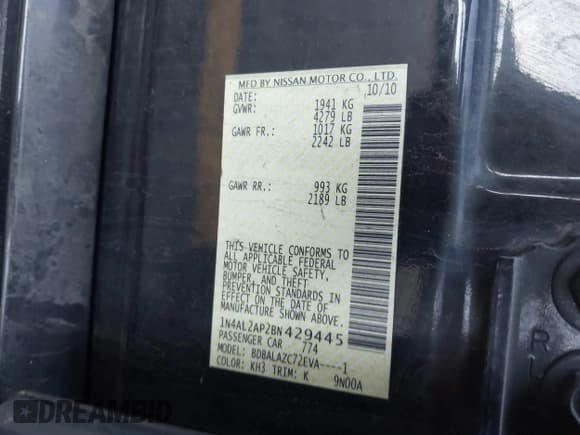 MFD BY NISSAN MOTOR CO., LTD.
DATE: 10/10
GVWR: 1941 KG
4279 LB
GAWR FR.: 1017 KG
2242 LB
GAWR RR.: 993 KG
2189 LB
THIS VEHICLE CONFORMS TO
ALL APPLICABLE FEDERAL
MOTOR VEHICLE SAFETY,
BUMPER, AND THEFT
PREVENTION STANDARDS IN
EFFECT ON THE DATE OF
MANUFACTURE SHOWN ABOVE.
1N4AL2AP2BN429445
PASSENGER CAR 774
MODEL: BDBALAZC72EVA----1
COLOR: KH3 TRIM: K 9N00A
DREAMBID